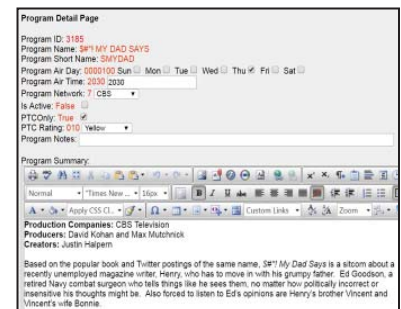 Program Detail Page
Program ID: 3185
Program Name: $#*! MY DAD SAYS
Program Short Name: SMYDAD
Program Air Day: 0000100 Sun Mon Tue Wed Thu Fri Sat
Program Air Time: 2030 2030
Program Network: 7 CBS
Is Active: False
PTCOnly: True
PTC Rating: 010 Yellow
Program Notes:
Program Summary:
Normal "Times New ... 16px B I U abc
A Apply CSS Cl... Ω Custom Links Zoom
Production Companies: CBS Television
Producers: David Kohan and Max Mutchnick
Creators: Justin Halpern
Based on the popular book and Twitter postings of the same name, $#*! My Dad Says is a sitcom about a
recently unemployed magazine writer, Henry, who has to move in with his grumpy father. Ed Goodson, a
retired Navy combat surgeon who tells things like he sees them, no matter how politically incorrect or
insensitive his thoughts might be. Also forced to listen to Ed's opinions are Henry's brother Vincent and
Vincent's wife Bonnie.